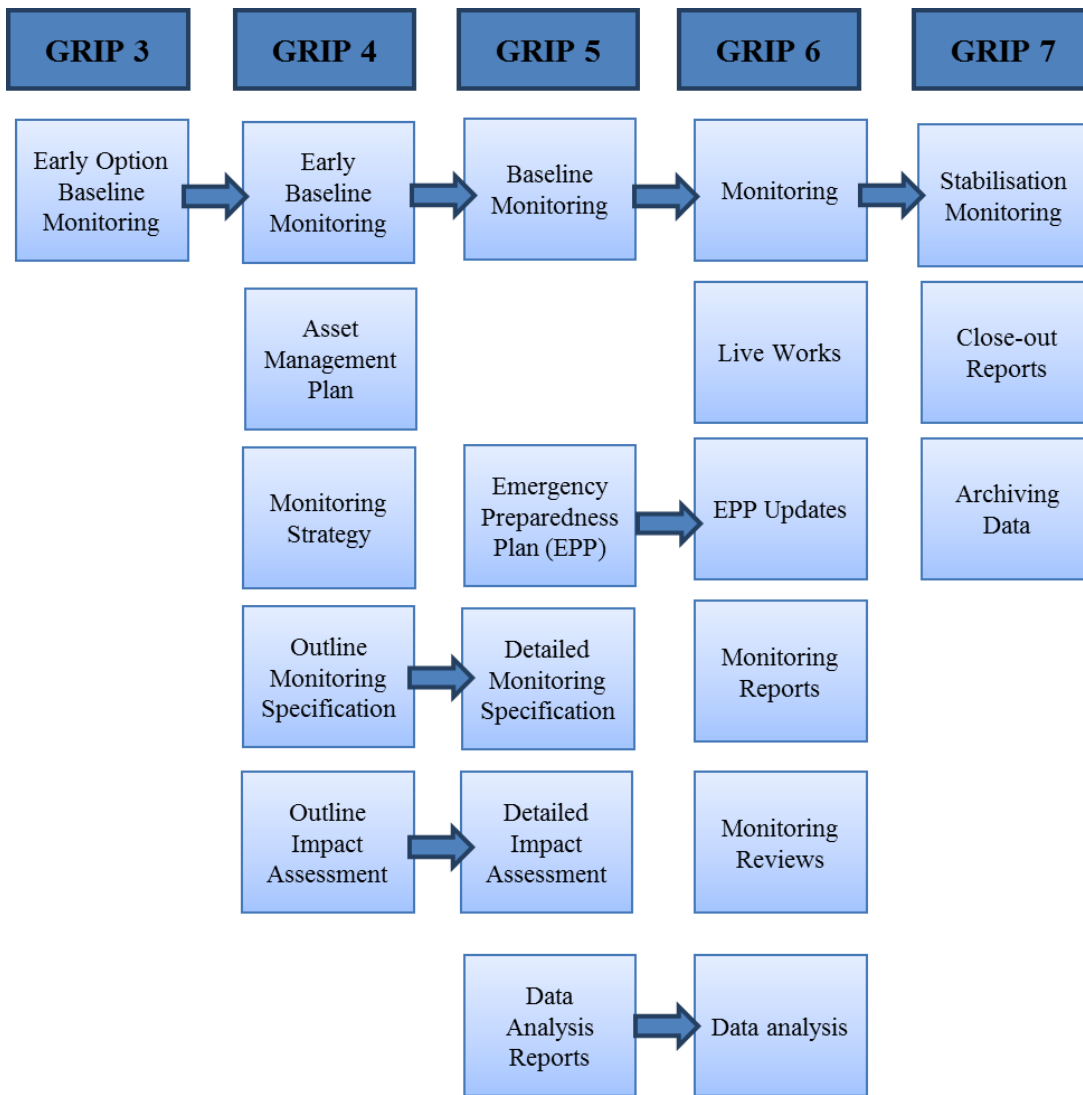 GRIP 3
GRIP 4
GRIP 5
GRIP 6
GRIP 7
Early Option
Baseline
Monitoring
Early
Baseline
Monitoring
Baseline
Monitoring
Monitoring
Stabilisation
Monitoring
Asset
Management
Plan
Live Works
Close-out
Reports
Monitoring
Strategy
Emergency
Preparedness
Plan (EPP)
EPP Updates
Archiving
Data
Outline
Monitoring
Specification
Detailed
Monitoring
Specification
Monitoring
Reports
Outline
Impact
Assessment
Detailed
Impact
Assessment
Monitoring
Reviews
Data
Analysis
Reports
Data analysis